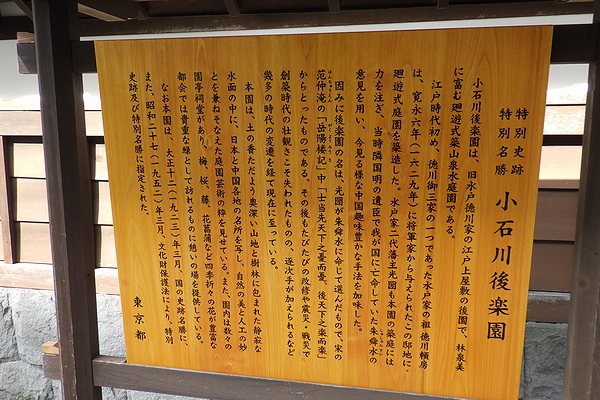 特別史跡
特別名勝
小石川後楽園
小石川後楽園は、旧水戸徳川家の江戸上屋敷の後園で、林泉美
に富む廻遊式築山泉水庭園である。
江戸時代初め、徳川御三家の一つであった水戸家の祖徳川頼房
は、寛永六年(一六二九年)に将軍家から与えられたこの邸地に、
廻遊式庭園を築造した。水戸家二代藩主光圀も本園の築庭には
力を注ぎ、当時隣国明の遺臣で我が国に亡命していた朱舜水の
意見を用い、今見る様な中国趣味豊かな手法を加味した。
因みに後楽園の名は、光圀が朱舜水に命じて選んだもので、宋の
范仲淹の「岳陽楼記」中「士当先天下之憂而憂、後天下之楽而楽」
からとったものである。その後もたびたびの改修や震災・戦災で
創築時代の壮観さこそ失われたものの、逐次手が加えられるなど
幾多の時代の変遷を経て現在に至っている。
本園は、土の香ただよう奥深い山地と樹林に包まれた静寂な
水面の中に、日本と中国各地の名所を写し、自然の美と人工の妙
とを兼ねそなえた庭園芸術の粋を見せている。また、園内は数々の
園亭祠堂があり、梅、桜、藤、花菖蒲など四季折々の花が豊富な
都会では貴重な緑として訪れるものに憩いの場を提供している。
なお本園は、大正十二(一九二三)年三月、国の史跡名勝に、
また、昭和二十七(一九五二)年三月、文化財保護法により、特別
史跡及び特別名勝に指定された。
東京都